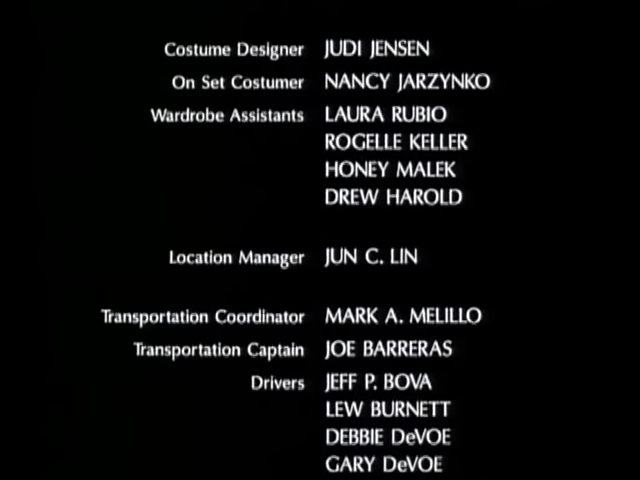 Costume Designer JUDI JENSEN
On Set Costumer NANCY JARZYNKO
Wardrobe Assistants LAURA RUBIO
ROGELLE KELLER
HONEY MALEK
DREW HAROLD
Location Manager JUN C. LIN
Transportation Coordinator MARK A. MELILLO
Transportation Captain JOE BARRERAS
Drivers JEFF P. BOVA
LEW BURNETT
DEBBIE DeVOE
GARY DeVOE